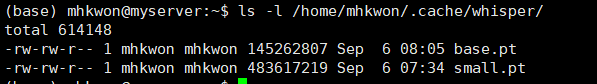 (base) mhkwon@myserver:~$ ls -l /home/mhkwon/.cache/whisper/
total 614148
-rw-rw-r-- 1 mhkwon mhkwon 145262807 Sep  6 08:05 base.pt
-rw-rw-r-- 1 mhkwon mhkwon 483617219 Sep  6 07:34 small.pt